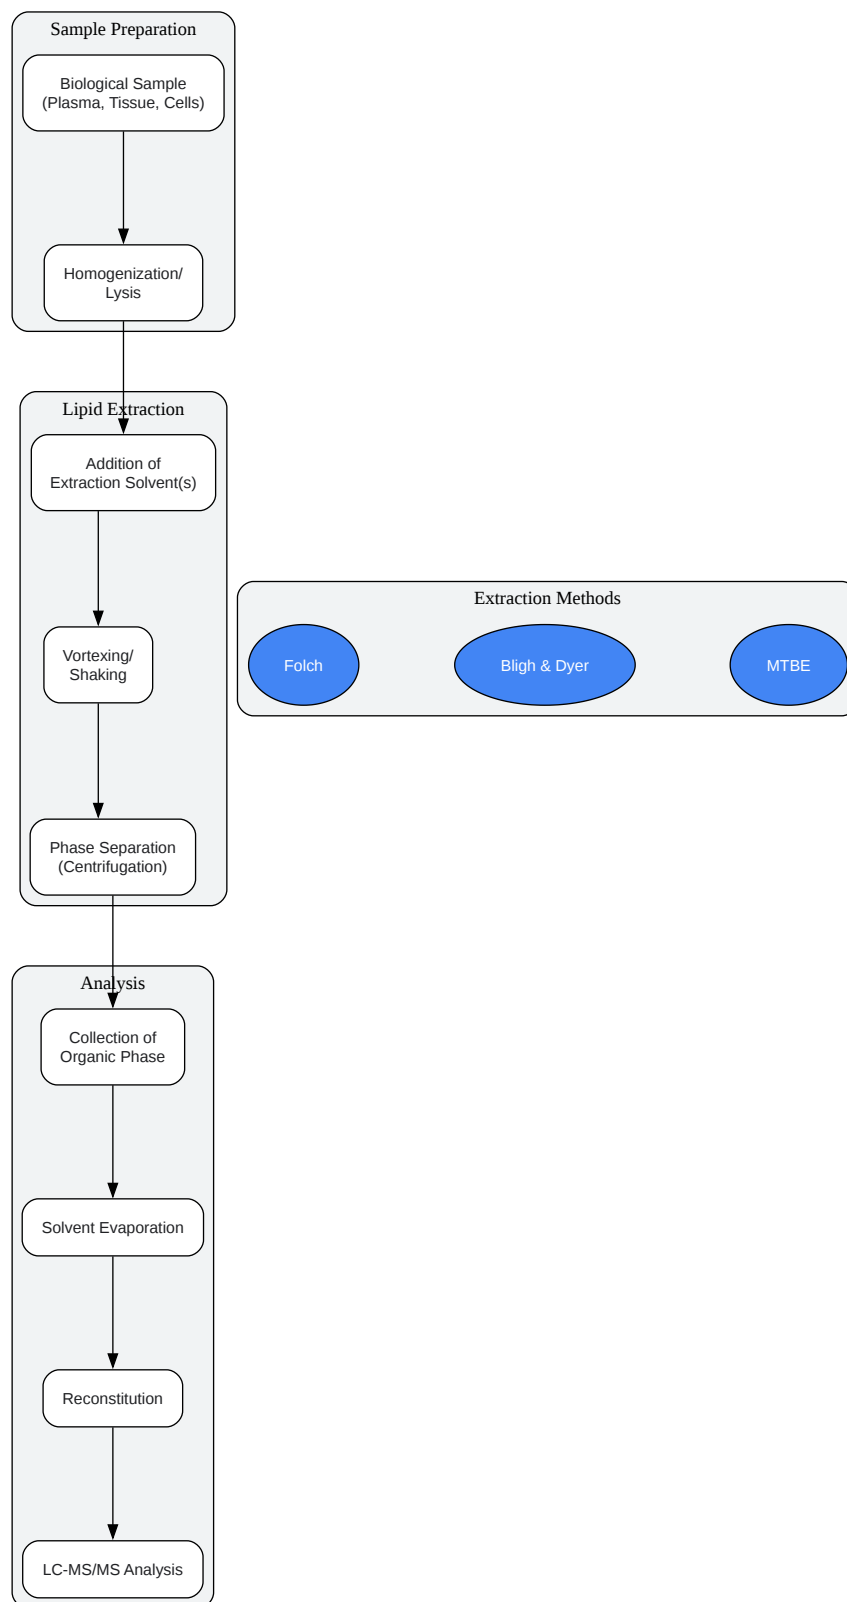 Sample Preparation
Biological Sample
(Plasma, Tissue, Cells)
Homogenization/
Lysis
Lipid Extraction
Addition of
Extraction Solvent(s)
Vortexing/
Shaking
Phase Separation
(Centrifugation)
Extraction Methods
Folch
Bligh & Dyer
MTBE
Analysis
Collection of
Organic Phase
Solvent Evaporation
Reconstitution
LC-MS/MS Analysis